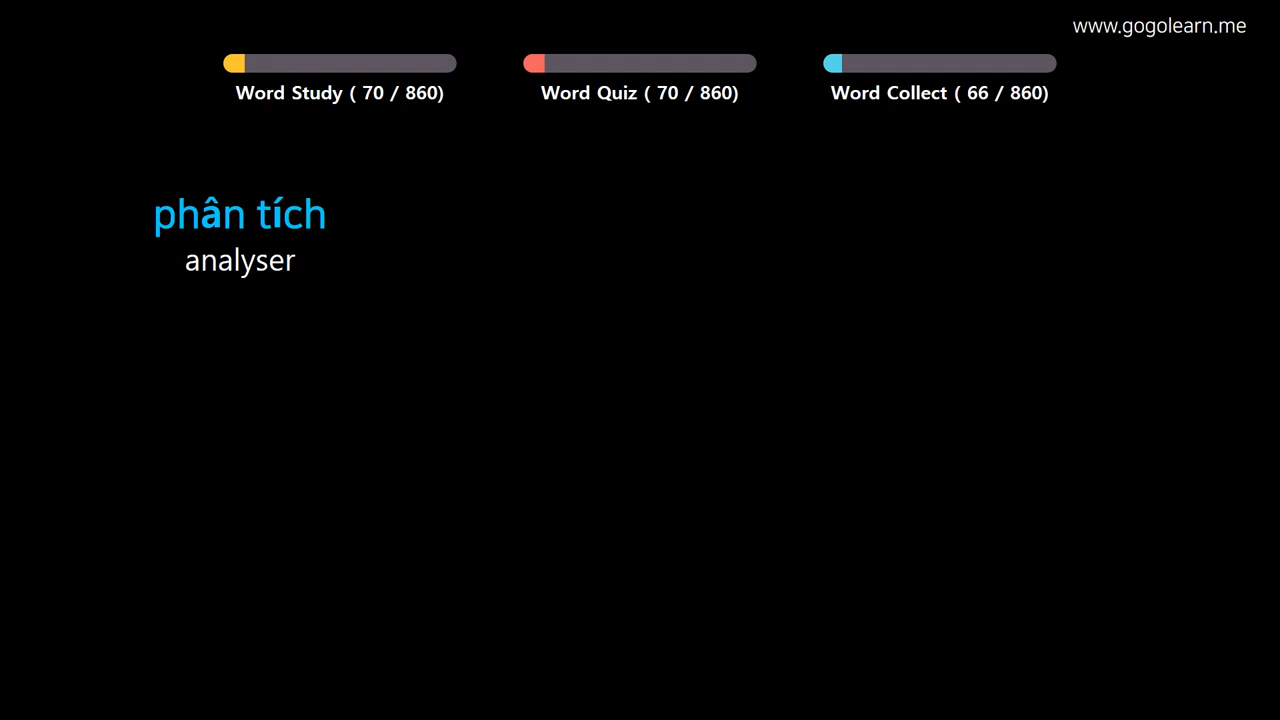 www.gogolearn.me
Word Study ( 70 / 860)
Word Quiz ( 70 / 860)
Word Collect ( 66 / 860)
phân tích
analyser